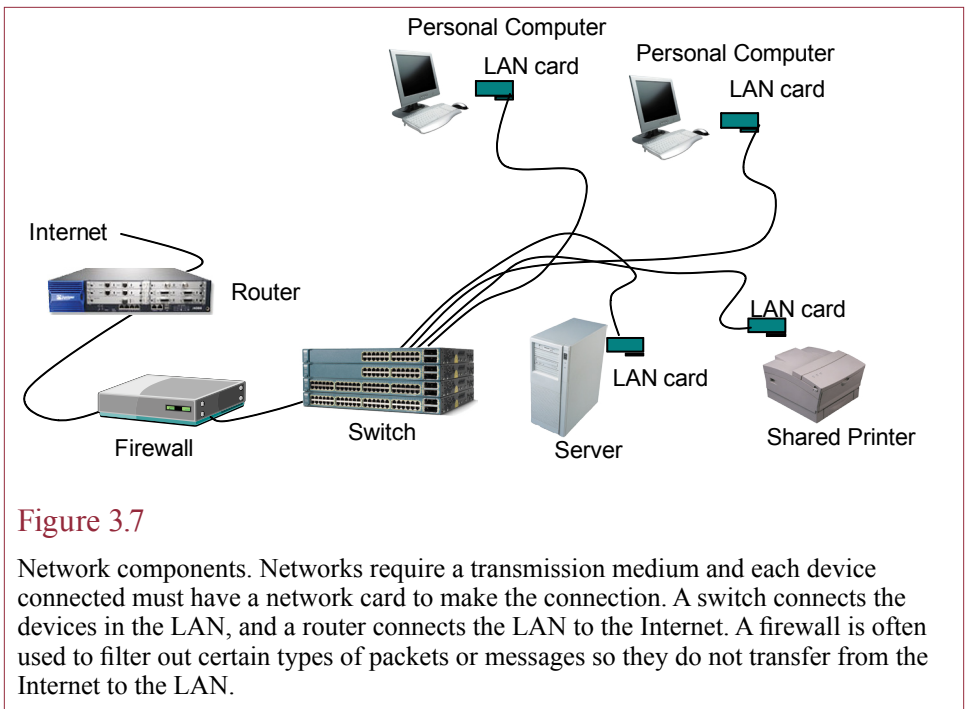 Personal Computer
LAN card
Personal Computer
LAN card
Internet
Router
LAN card
LAN card
Firewall
Switch
Server
Shared Printer
Figure 3.7
Network components. Networks require a transmission medium and each device
connected must have a network card to make the connection. A switch connects the
devices in the LAN, and a router connects the LAN to the Internet. A firewall is often
used to filter out certain types of packets or messages so they do not transfer from the
Internet to the LAN.